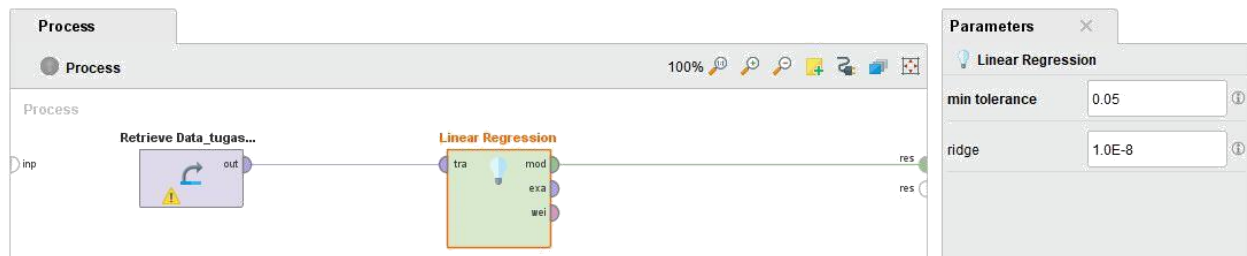 Process
Process
100%
Process
inp
Retrieve Data_tugas...
out
Linear Regression
tra
mod
exa
wei
res
res
Parameters
Linear Regression
min tolerance
0.05
ridge
1.0E-8